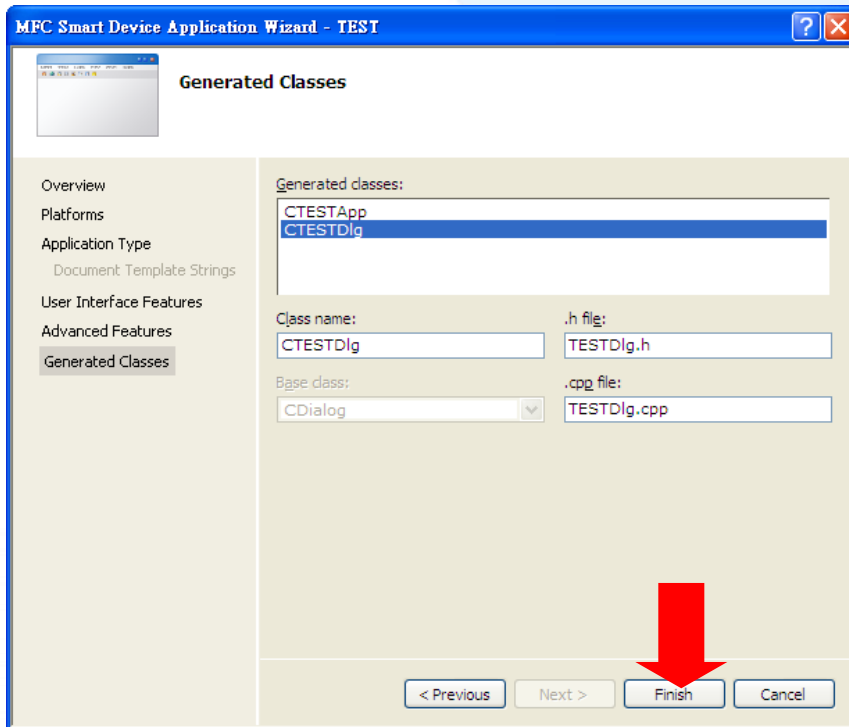 MFC Smart Device Application Wizard - TEST
Generated Classes
Overview
Platforms
Application Type
Document Template Strings
User Interface Features
Advanced Features
Generated Classes
Generated classes:
CTESTApp
CTESTDlg
Class name:
CTESTDlg
.h file:
TESTDlg.h
Base class:
CDialog
.cpp file:
TESTDlg.cpp
< Previous
Next >
Finish
Cancel